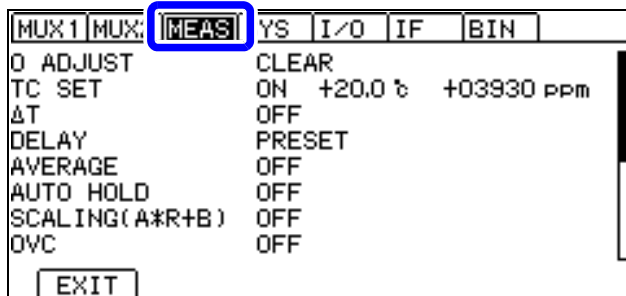 MUX1 MUX: MEAS YS I/O IF BIN
0 ADJUST CLEAR
TC SET ON +20.0 ℃ +03930 ppm
ΔT OFF
DELAY PRESET
AVERAGE OFF
AUTO HOLD OFF
SCALING(A*R+B) OFF
OVC OFF
EXIT